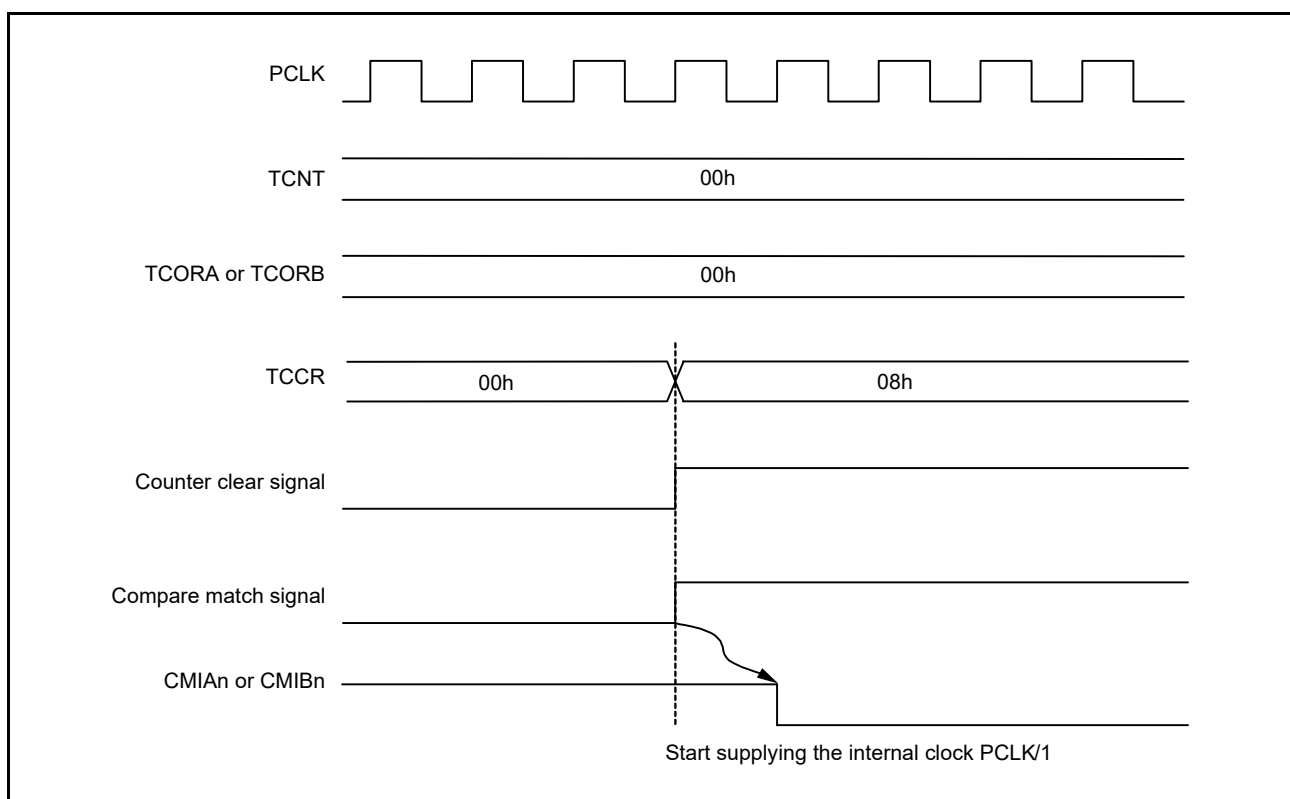 PCLK
TCNT
00h
TCORA or TCORB
00h
TCCR
00h
08h
Counter clear signal
Compare match signal
CMIAn or CMIBn
Start supplying the internal clock PCLK/1